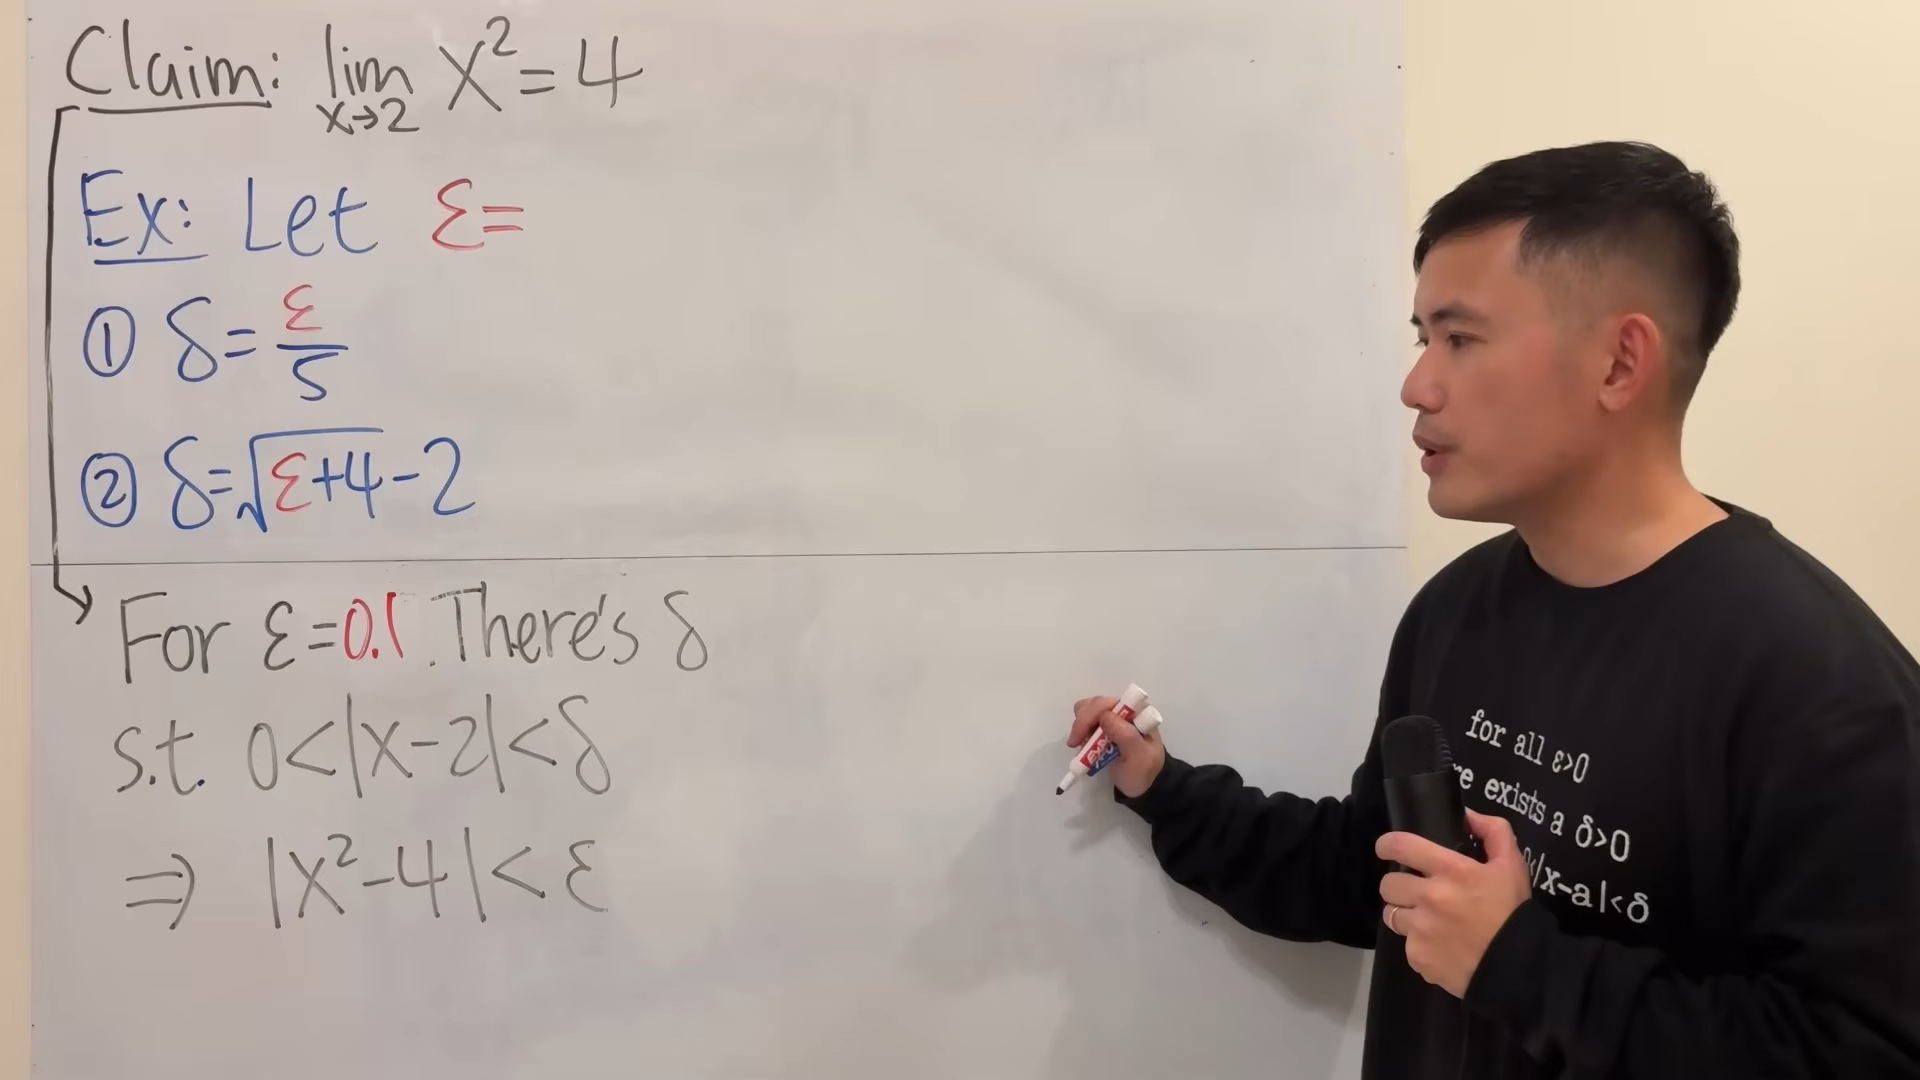 Claim: lim x→2 x² = 4
Ex: Let ε=
① δ = ε/5
② δ = √(ε+4) - 2
For ε = 0.1. There's δ
s.t. 0 < |x-2| < δ
⇒ |x²-4| < ε
for all ε>0
exists a δ>0
|x-a|<δ